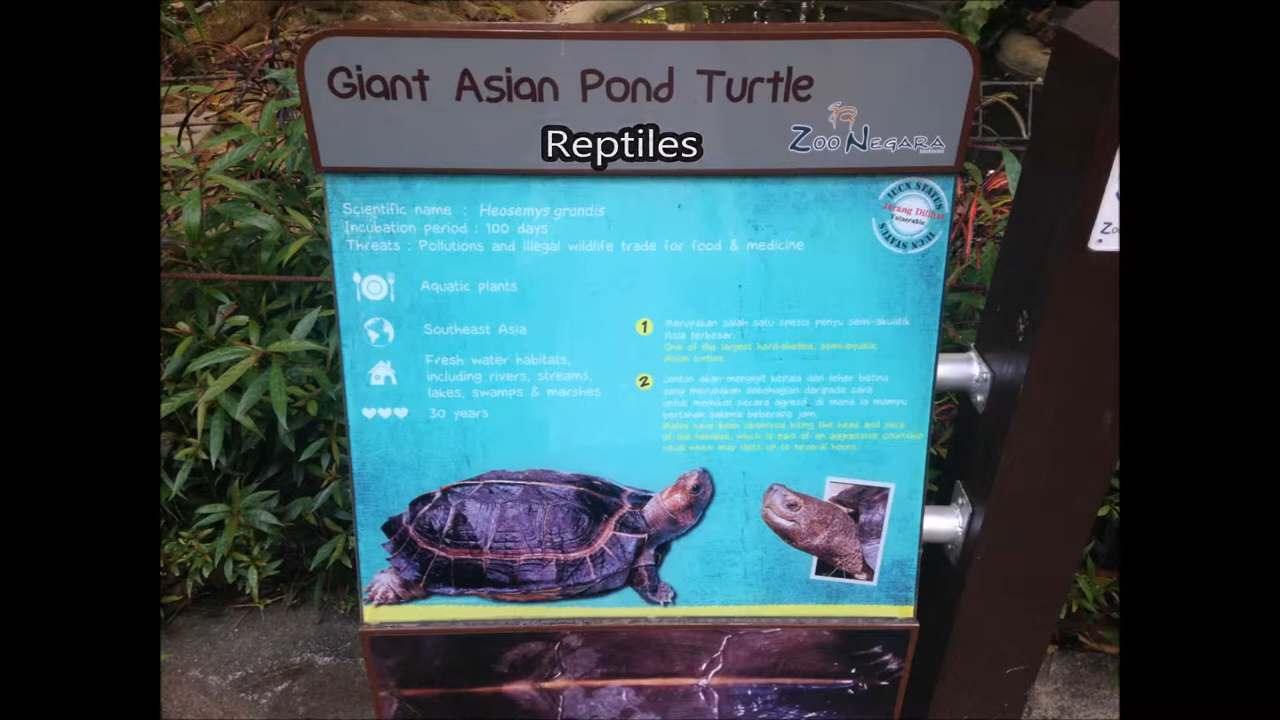 Giant Asian Pond Turtle
Reptiles
ZOO NEGARA
IUCN STATUS
Jarang Dilihat
Vulnerable
IUCN STATUS
Scientific name : Heosemys grandis
Incubation period : 100 days
Threats : Pollutions and illegal wildlife trade for food & medicine
Aquatic plants
Southeast Asia
Fresh water habitats,
including rivers, streams,
lakes, swamps & marshes
30 years
1
Merupakan salah satu spesis penyu semi-akuatik
Asia terbesar.
One of the largest hard-shelled, semi-aquatic
Asian turtles.
2
Jantan akan menggigit kepala dan leher betina
yang merupakan sebahagian daripada cara
untuk memikat secara agresif, di mana ia mampu
bertahan selama beberapa jam.
Males have been observed biting the head and neck
of the females, which is part of an aggressive courtship
ritual which may lasts up to several hours.
Zo